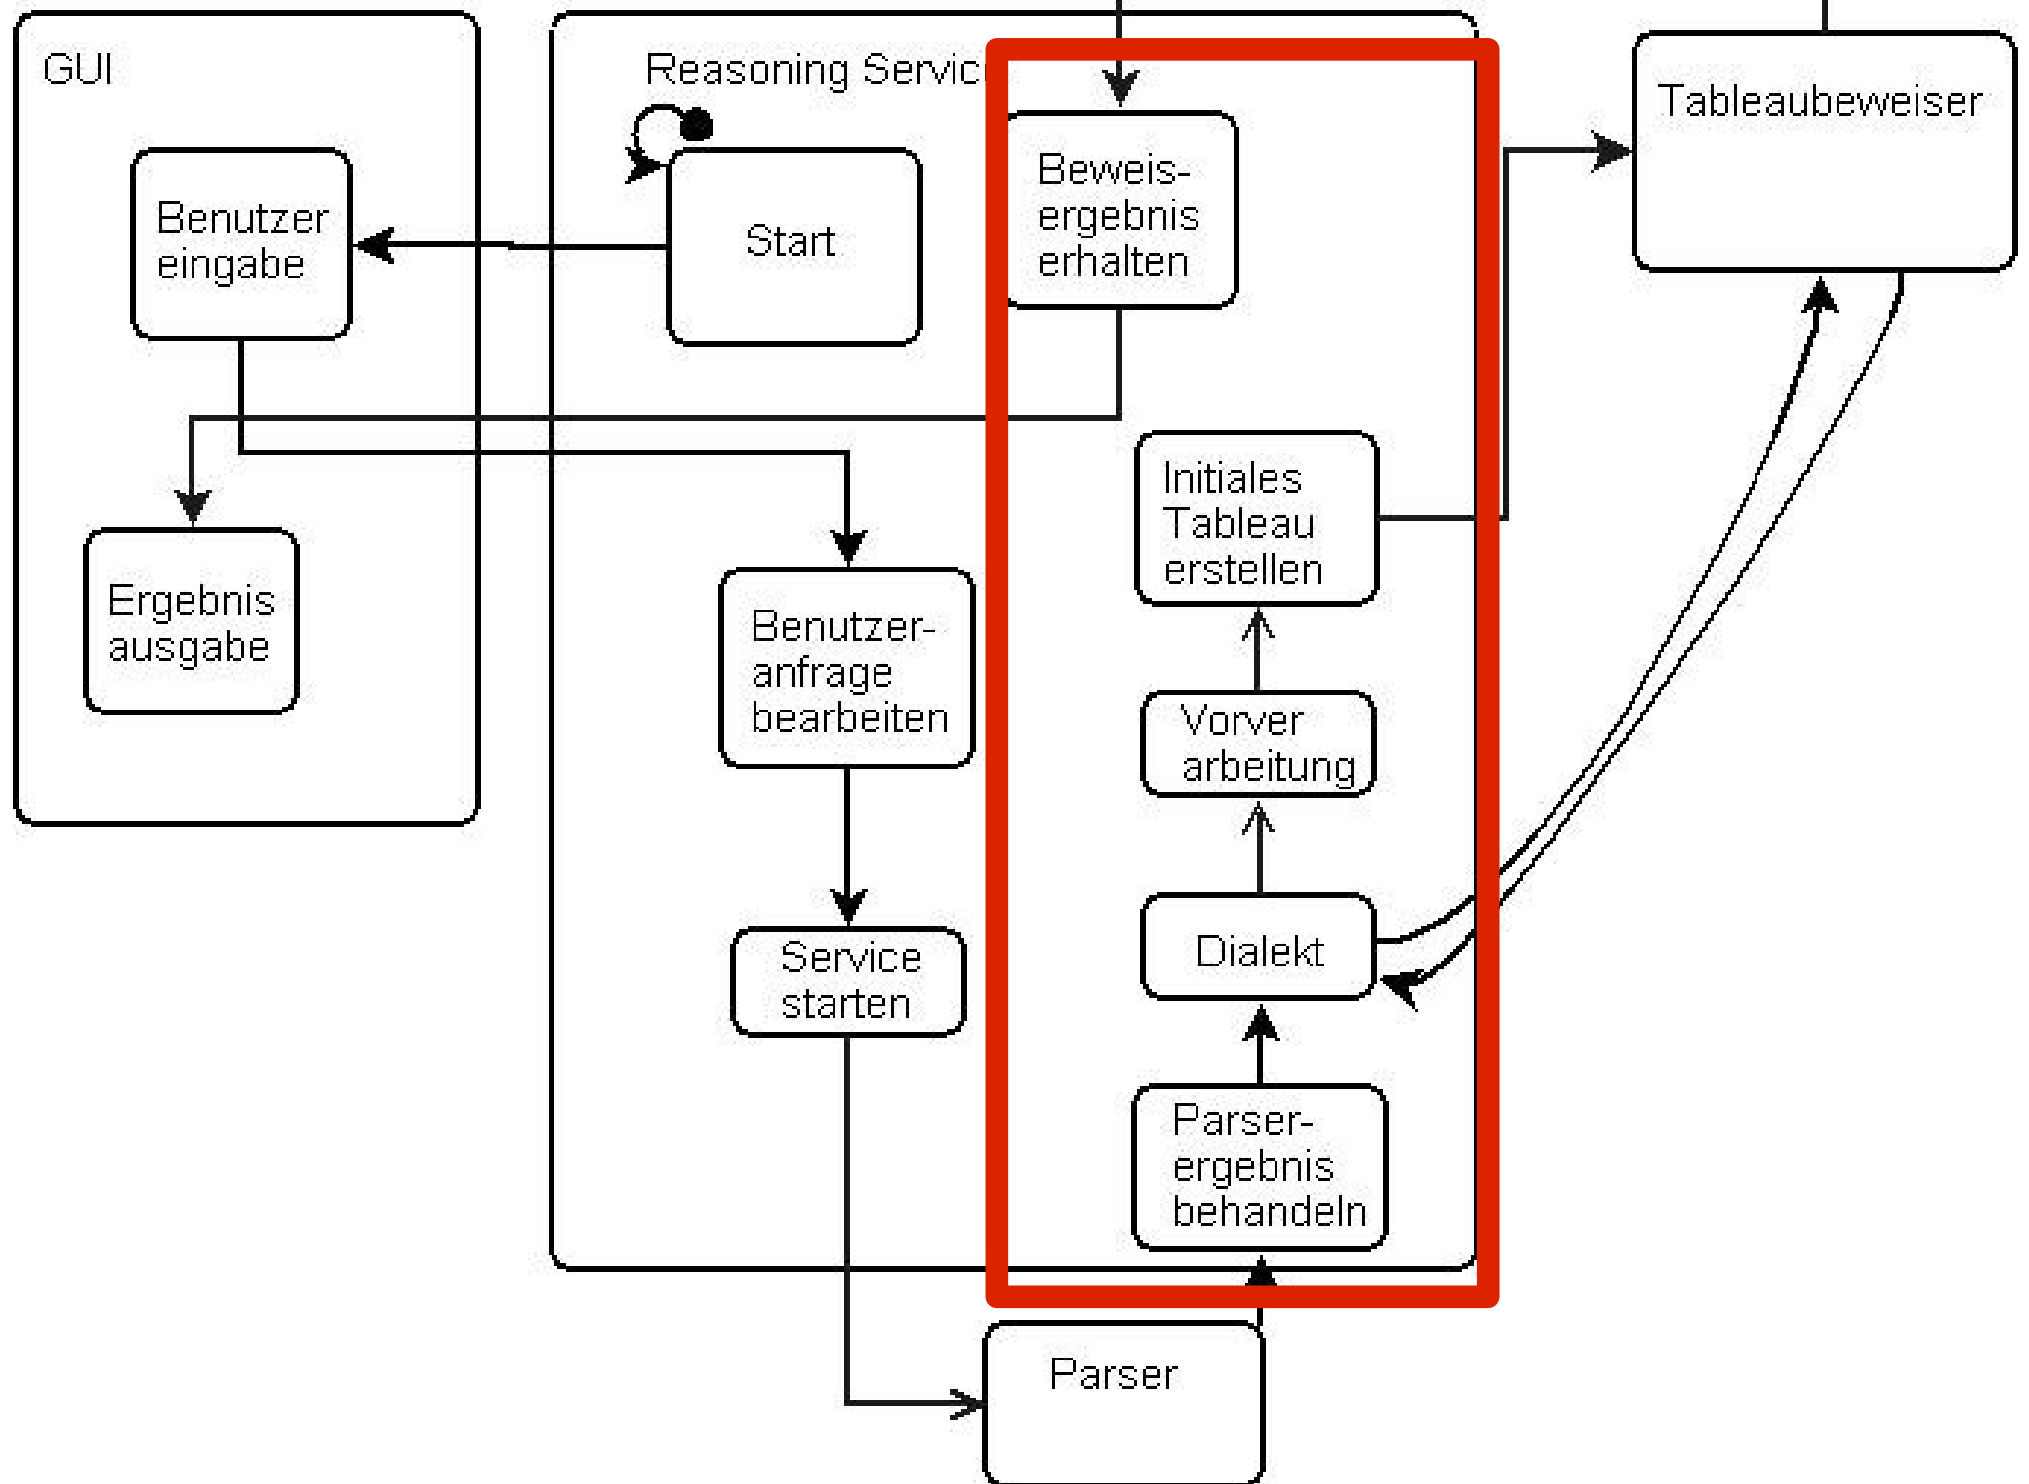 GUI
Reasoning Servic
Tableaubeweiser
Benutzer
eingabe
Start
Beweis-
ergebnis
erhalten
Initiales
Tableau
erstellen
Ergebnis
ausgabe
Benutzer-
anfrage
bearbeiten
Vorver
arbeitung
Service
starten
Dialekt
Parser-
ergebnis
behandeln
Parser